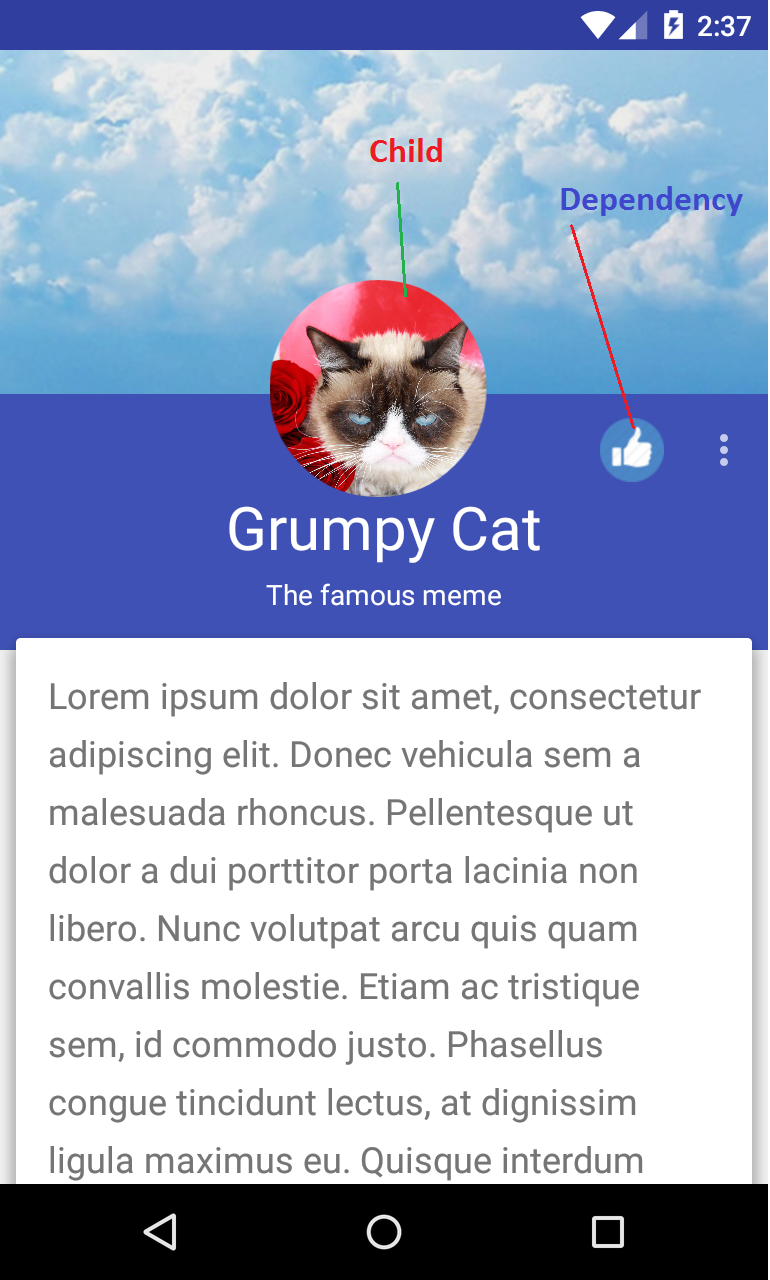 2:37
Child
Dependency
Grumpy Cat
The famous meme
Lorem ipsum dolor sit amet, consectetur
adipiscing elit. Donec vehicula sem a
malesuada rhoncus. Pellentesque ut
dolor a dui porttitor porta lacinia non
libero. Nunc volutpat arcu quis quam
convallis molestie. Etiam ac tristique
sem, id commodo justo. Phasellus
congue tincidunt lectus, at dignissim
ligula maximus eu. Quisque interdum